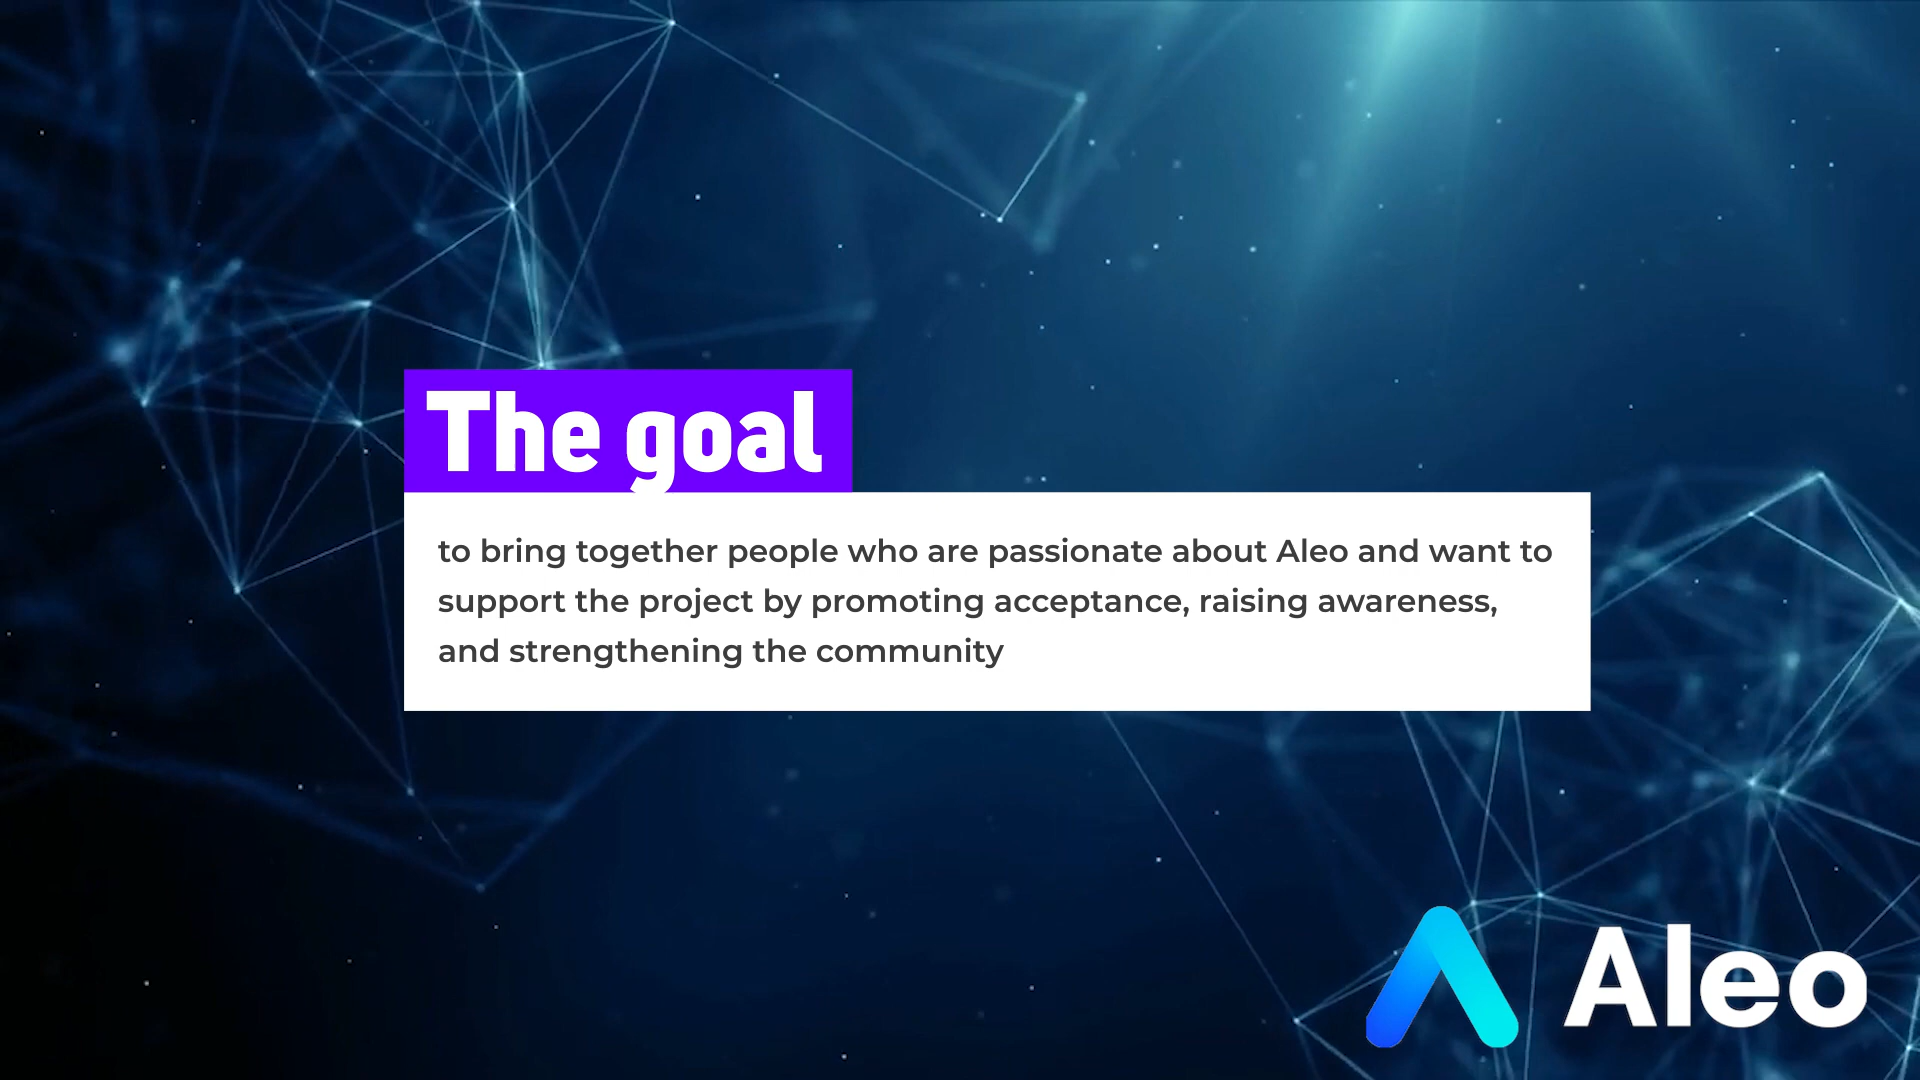 The goal
to bring together people who are passionate about Aleo and want to
support the project by promoting acceptance, raising awareness,
and strengthening the community
Aleo